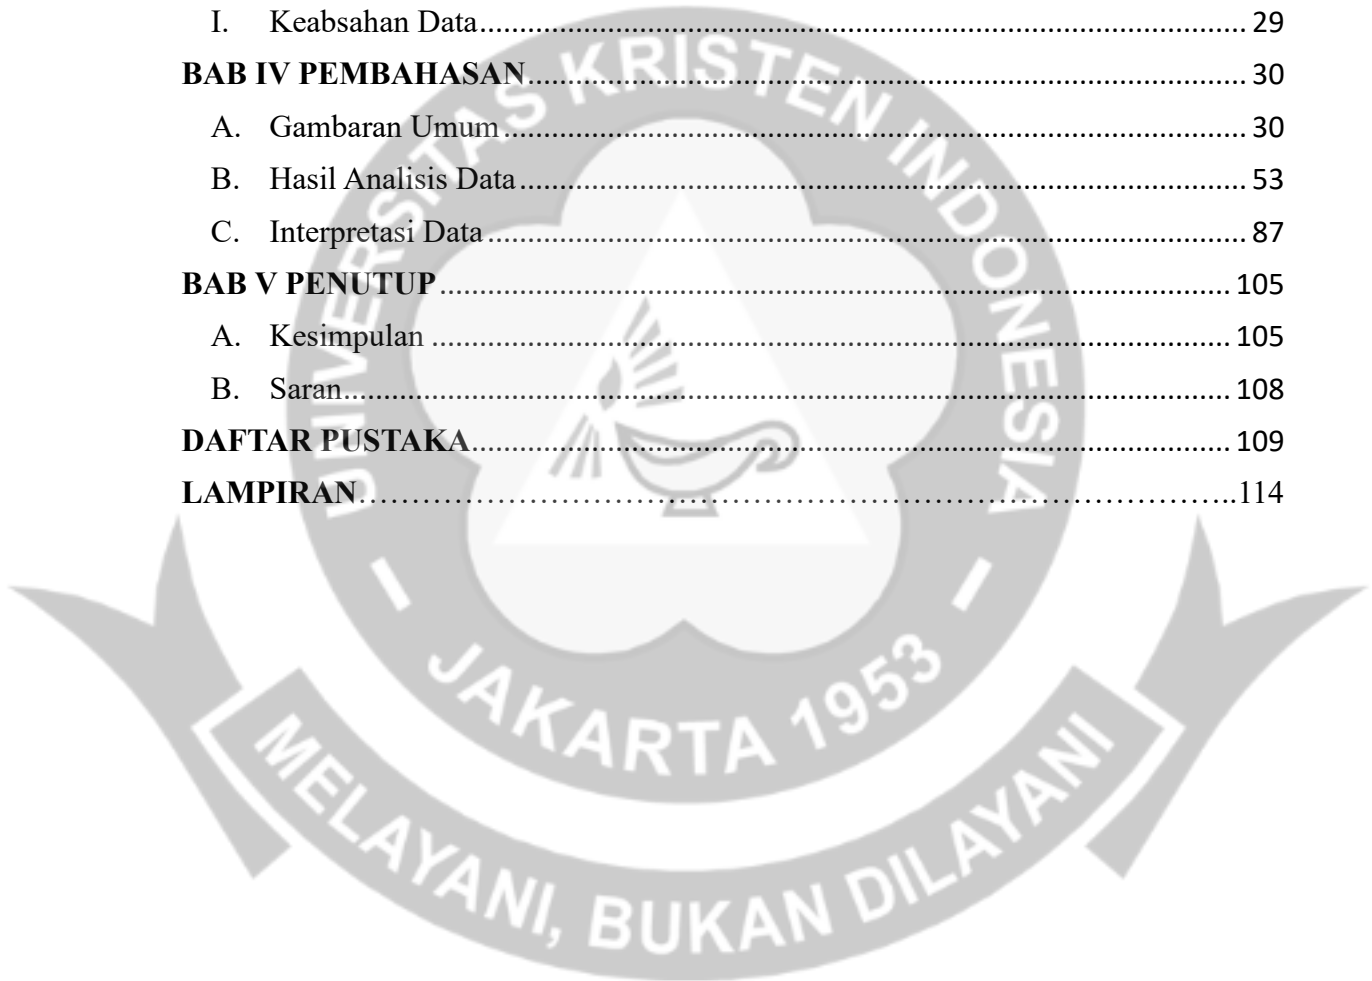 I. Keabsahan Data........................................ 29
BAB IV PEMBAHASAN........................................ 30
A. Gambaran Umum........................................ 30
B. Hasil Analisis Data........................................ 53
C. Interpretasi Data........................................ 87
BAB V PENUTUP........................................ 105
A. Kesimpulan ........................................ 105
B. Saran........................................ 108
DAFTAR PUSTAKA........................................ 109
LAMPIRAN........................................114
UNIVERSITAS KRISTEN INDONESIA
- JAKARTA 1953 -
MELAYANI, BUKAN DILAYANI